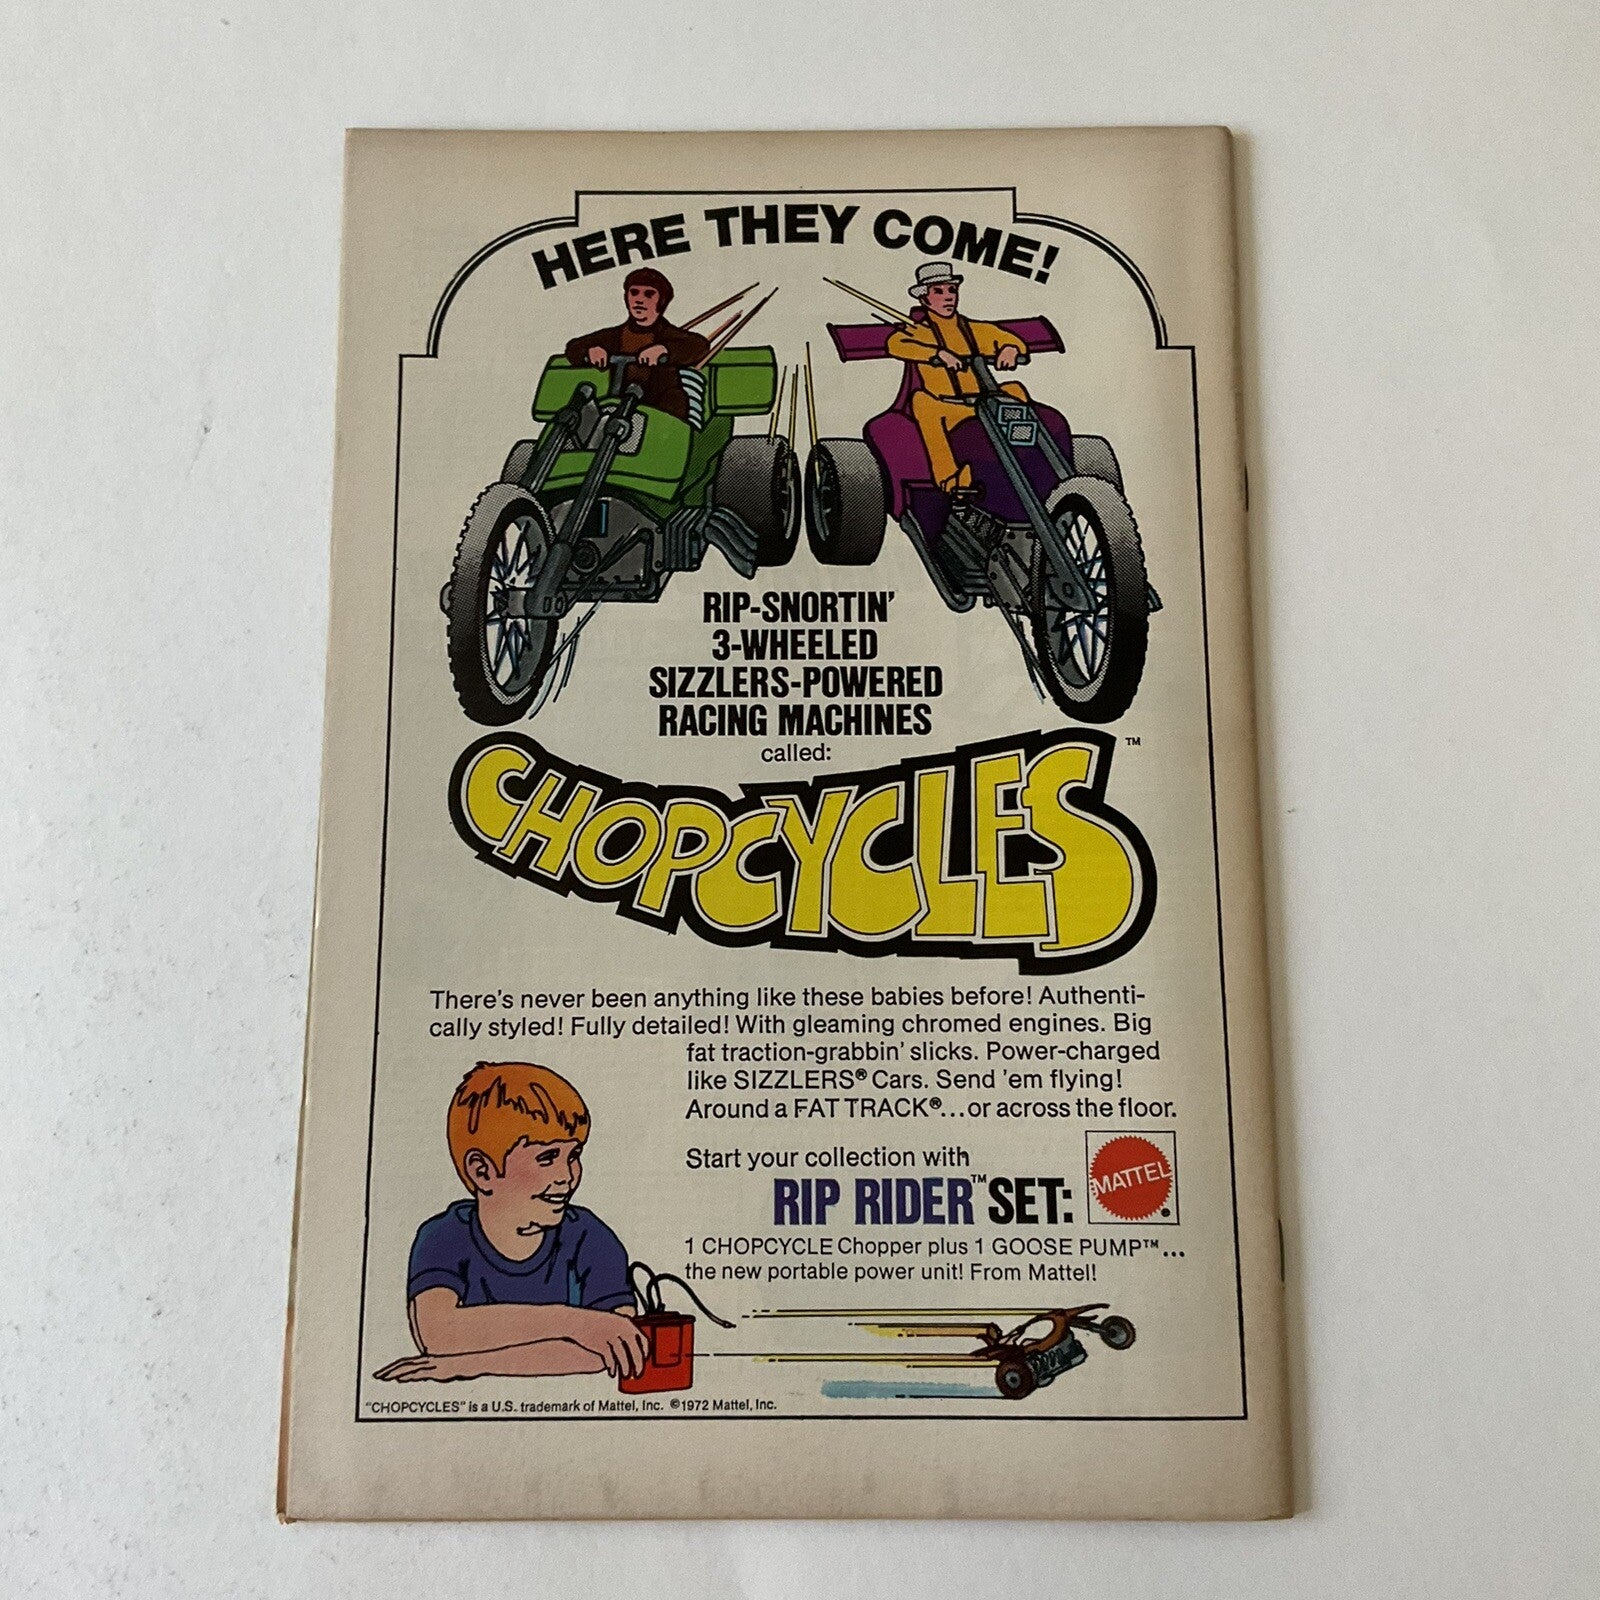 HERE THEY COME!
RIP-SNORTIN'
3-WHEELED
SIZZLERS-POWERED
RACING MACHINES
called:
CHOPCYCLES™
There's never been anything like these babies before! Authenti-
cally styled! Fully detailed! With gleaming chromed engines. Big
fat traction-grabbin' slicks. Power-charged
like SIZZLERS® Cars. Send 'em flying!
Around a FAT TRACK®...or across the floor.
Start your collection with
RIP RIDER™ SET:
MATTEL®
1 CHOPCYCLE Chopper plus 1 GOOSE PUMP™...
the new portable power unit! From Mattel!
"CHOPCYCLES" is a U.S. trademark of Mattel, Inc. ©1972 Mattel, Inc.